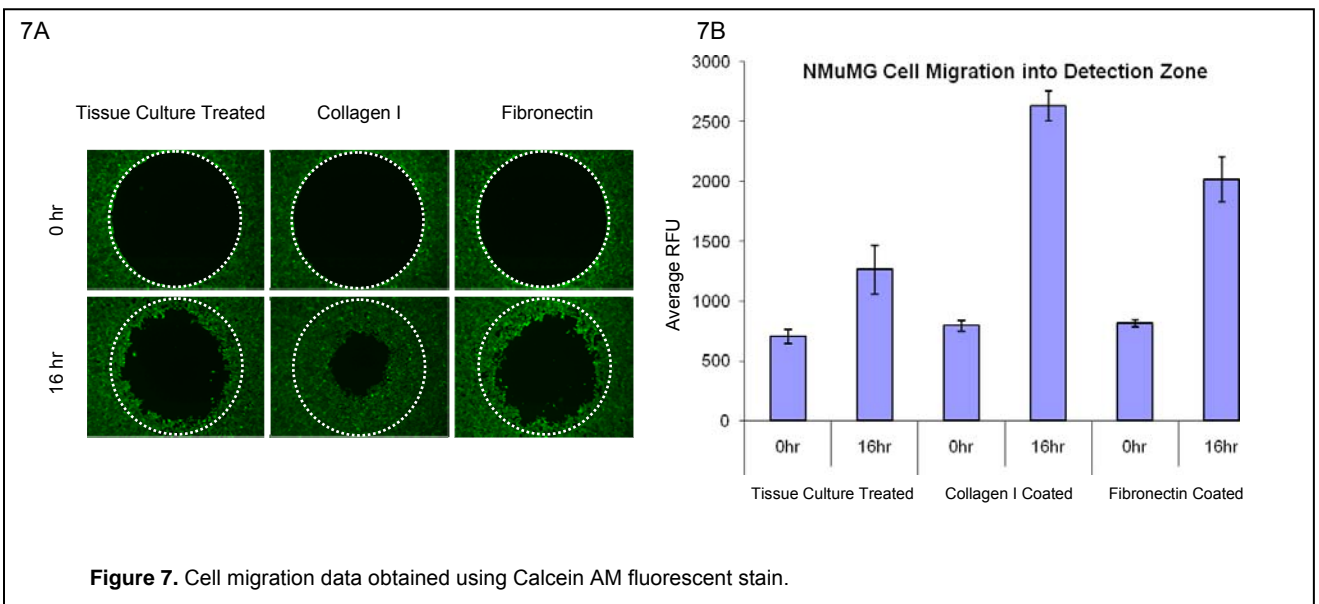 7A
Tissue Culture Treated Collagen I Fibronectin
0 hr
16 hr
7B
NMuMG Cell Migration into Detection Zone
Average RFU
3000
2500
2000
1500
1000
500
0
0hr 16hr 0hr 16hr 0hr 16hr
Tissue Culture Treated Collagen I Coated Fibronectin Coated
Figure 7. Cell migration data obtained using Calcein AM fluorescent stain.